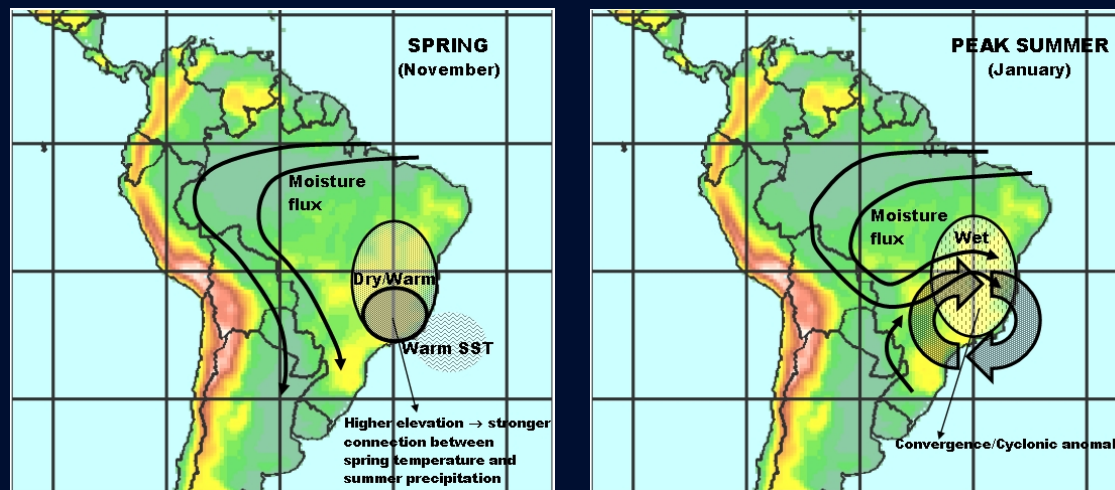 SPRING
(November)
Moisture
flux
Dry/Warm
Warm SST
Higher elevation → stronger
connection between
spring temperature and
summer precipitation
PEAK SUMMER
(January)
Moisture
flux
Wet
Convergence/Cyclonic anomal